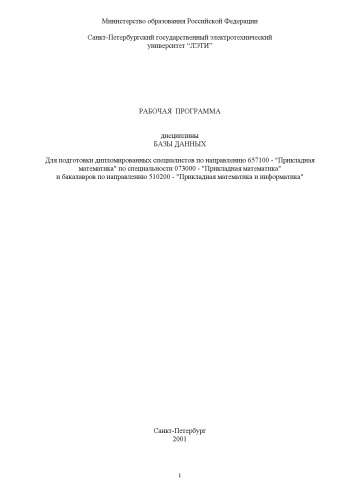 Министерство образования Российской Федерации
Санкт-Петербургский государственный электротехнический
университет “ЛЭТИ”
РАБОЧАЯ ПРОГРАММА
дисциплины
БАЗЫ ДАННЫХ
Для подготовки дипломированных специалистов по направлению 657100 - "Прикладная
математика" по специальности 073000 - "Прикладная математика"
и бакалавров по направлению 510200 - "Прикладная математика и информатика"
Санкт-Петербург
2001
1